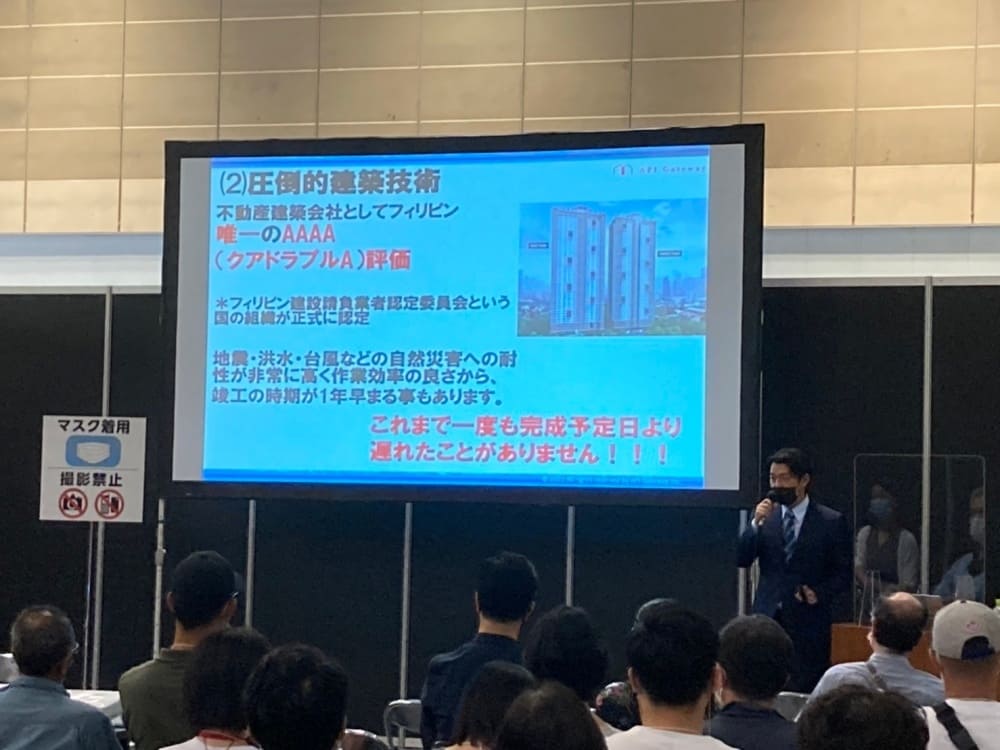 (2)圧倒的建築技術
API Gateway
不動産建築会社としてフィリピン
唯一のAAAA
(クアドラプルA)評価
＊フィリピン建設請負業者認定委員会という
国の組織が正式に認定
地震・洪水・台風などの自然災害への耐
性が非常に高く作業効率の良さから、
竣工の時期が1年早まる事もあります。
これまで一度も完成予定日より
遅れたことがありません！！！
マスク着用
撮影禁止